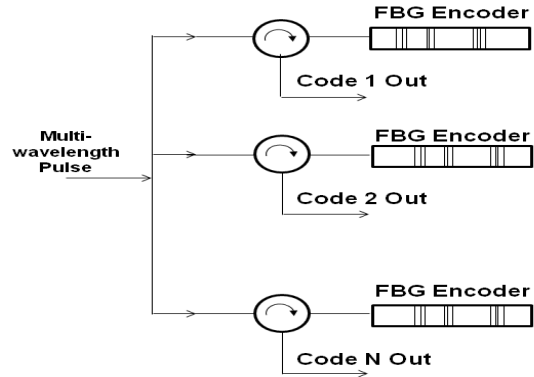 FBG Encoder
Code 1 Out
Multi-
wavelength
Pulse
FBG Encoder
Code 2 Out
FBG Encoder
Code N Out